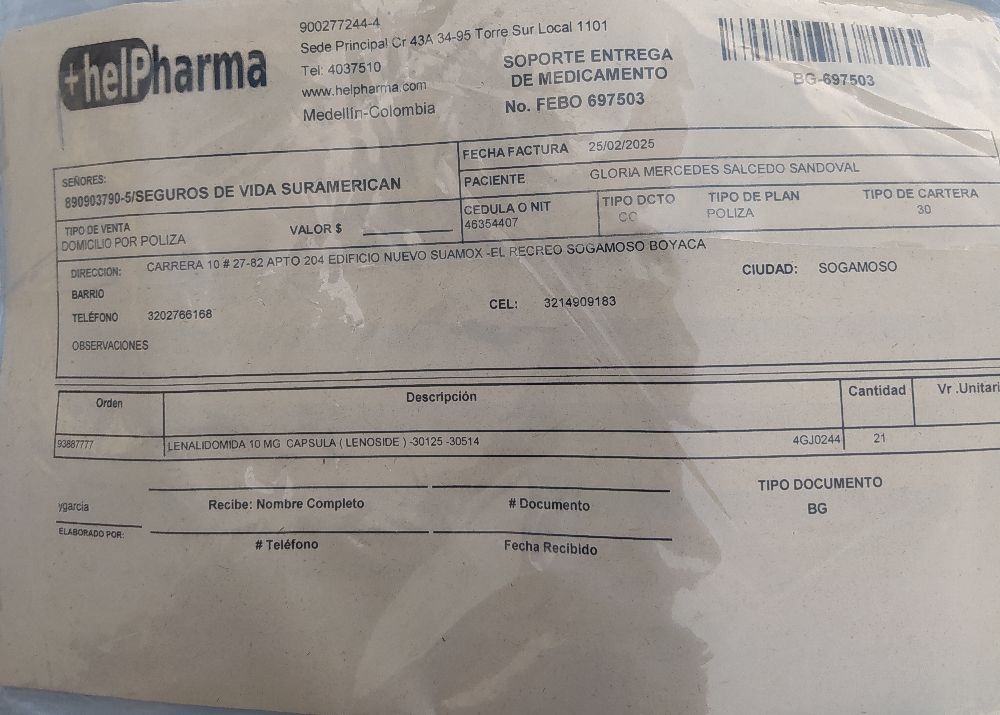 +helPharma
900277244-4
Sede Principal Cr 43A 34-95 Torre Sur Local 1101
Tel: 4037510
www.helpharma.com
Medellín-Colombia
SOPORTE ENTREGA
DE MEDICAMENTO
No. FEBO 697503
BG-697503
FECHA FACTURA 25/02/2025
SEÑORES:
890903790-5/SEGUROS DE VIDA SURAMERICAN
PACIENTE GLORIA MERCEDES SALCEDO SANDOVAL
CEDULA O NIT TIPO DCTO TIPO DE PLAN TIPO DE CARTERA
46354407 CC POLIZA 30
TIPO DE VENTA VALOR $
DOMICILIO POR POLIZA
DIRECCIÓN: CARRERA 10 # 27-82 APTO 204 EDIFICIO NUEVO SUAMOX -EL RECREO SOGAMOSO BOYACA
CIUDAD: SOGAMOSO
BARRIO
TELÉFONO 3202766168 CEL: 3214909183
OBSERVACIONES
Orden Descripción Cantidad Vr .Unitari
93887777 LENALIDOMIDA 10 MG CAPSULA ( LENOSIDE ) -30125 -30514 4GJ0244 21
TIPO DOCUMENTO
BG
ygarcia Recibe: Nombre Completo # Documento
ELABORADO POR: # Teléfono Fecha Recibido